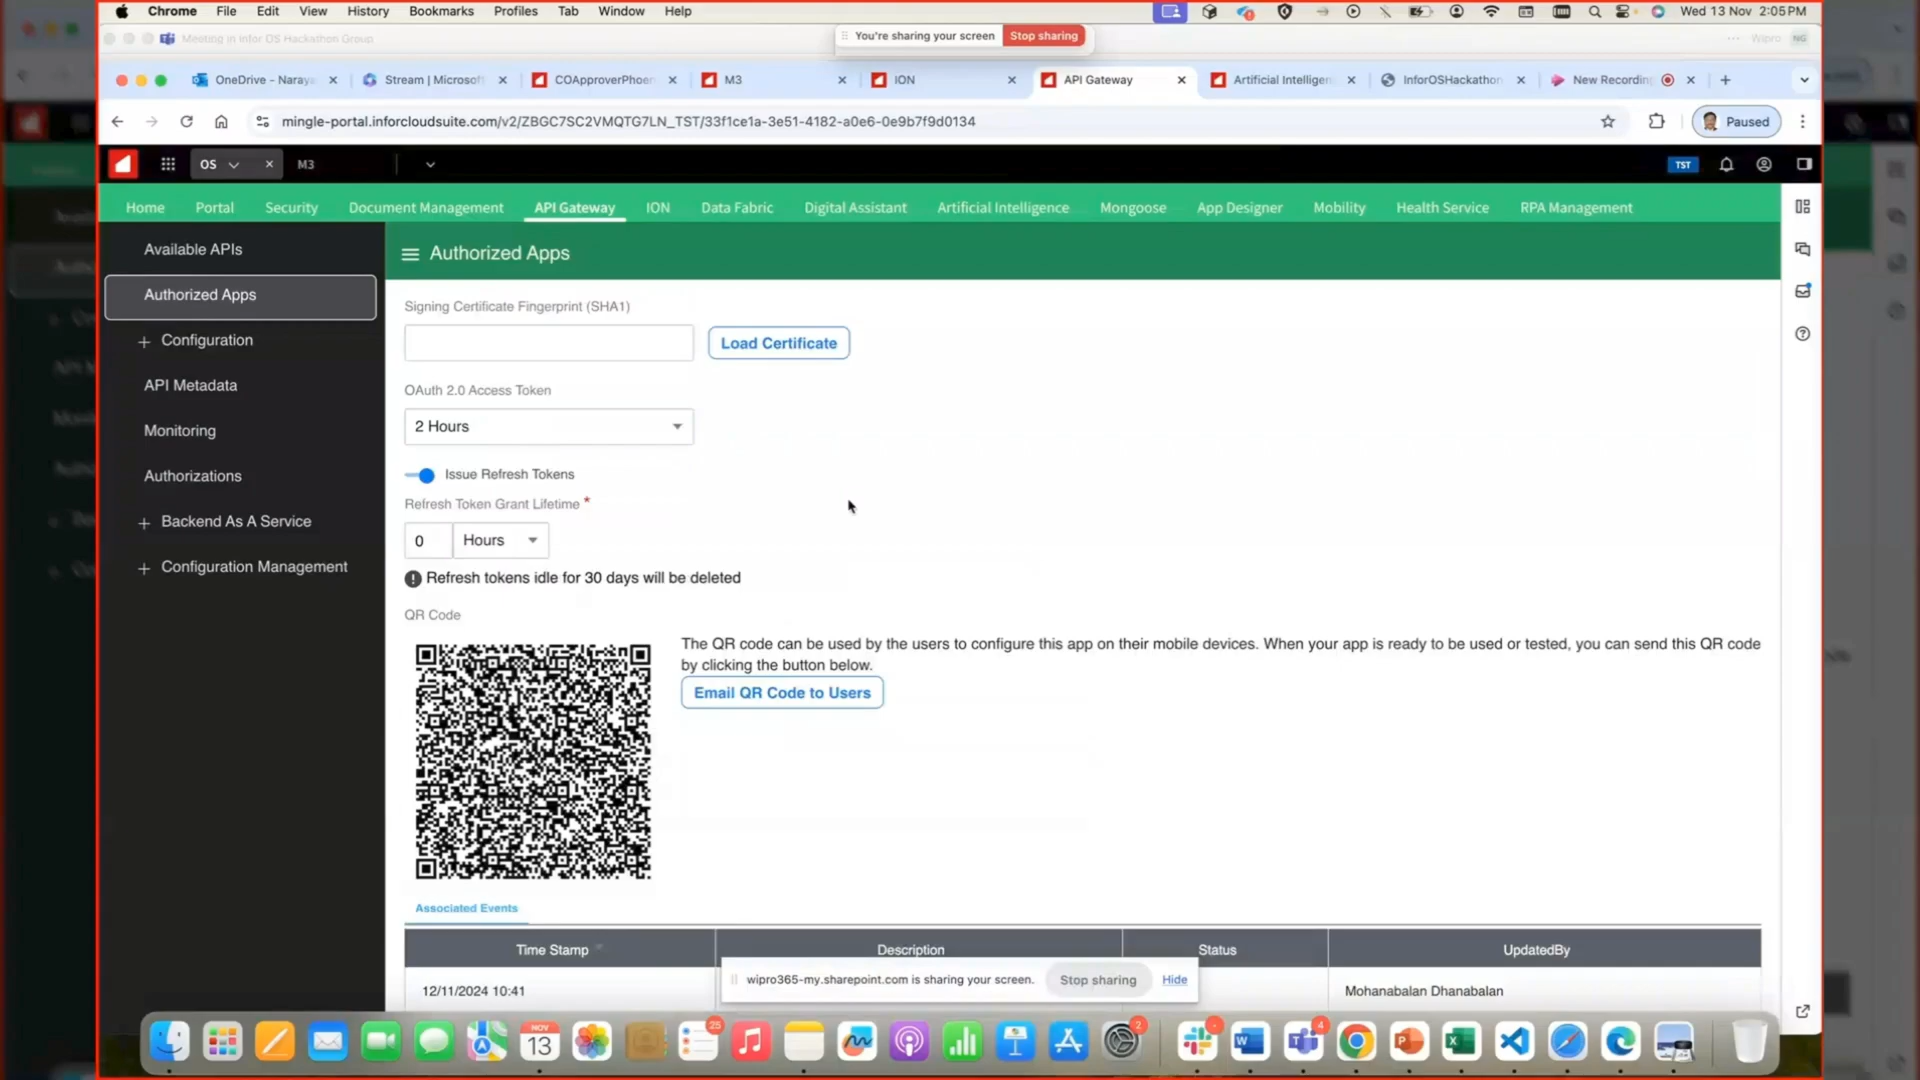 Chrome File Edit View History Bookmarks Profiles Tab Window Help Wed 13 Nov 2:05 PM
Meeting in Infor OS Hackathon Group
You're sharing your screen Stop sharing
Wipro NG
OneDrive - Naraya
Stream | Microsoft
COApproverPhoen
M3
ION
API Gateway
Artificial Intelligen
InforOSHackathon
New Recording
mingle-portal.inforcloudsuite.com/v2/ZBGC7SC2VMQTG7LN_TST/33f1ce1a-3e51-4182-a0e6-0e9b7f9d0134
Paused
OS M3
TST
Home Portal Security Document Management API Gateway ION Data Fabric Digital Assistant Artificial Intelligence Mongoose App Designer Mobility Health Service RPA Management
Available APIs
Authorized Apps
Configuration
API Metadata
Monitoring
Authorizations
Backend As A Service
Configuration Management
Authorized Apps
Signing Certificate Fingerprint (SHA1)
Load Certificate
OAuth 2.0 Access Token
2 Hours
Issue Refresh Tokens
Refresh Token Grant Lifetime *
0 Hours
Refresh tokens idle for 30 days will be deleted
QR Code
The QR code can be used by the users to configure this app on their mobile devices. When your app is ready to be used or tested, you can send this QR code
by clicking the button below.
Email QR Code to Users
Associated Events
Time Stamp Description Status UpdatedBy
12/11/2024 10:41 Mohanabalan Dhanabalan
wipro365-my.sharepoint.com is sharing your screen. Stop sharing Hide
NOV
13
25
2
4